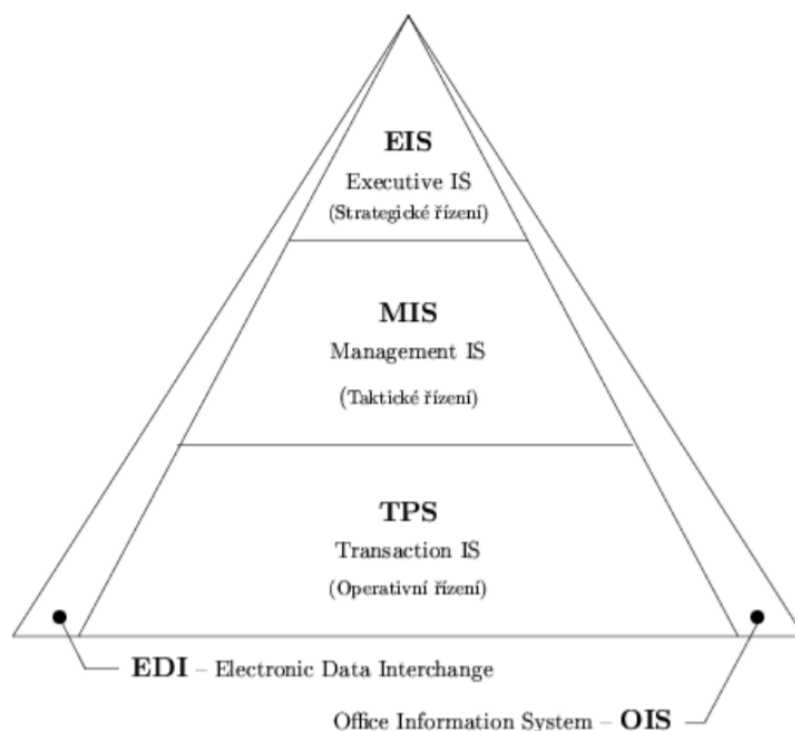 EIS
Executive IS
(Strategické řízení)
MIS
Management IS
(Taktické řízení)
TPS
Transaction IS
(Operativní řízení)
EDI – Electronic Data Interchange
Office Information System – OIS